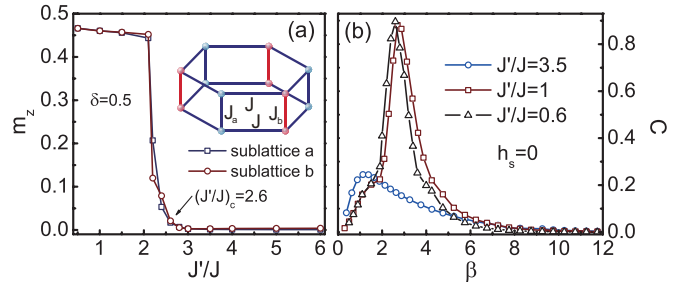 (a)
0.5
0.4
0.3
0.2
0.1
0.0
m_z
δ=0.5
J
J_a
J_b
J
sublattice a
sublattice b
(J'/J)_c=2.6
1 2 3 4 5 6
J'/J
(b)
J'/J=3.5
J'/J=1
J'/J=0.6
h_s=0
0.8
0.6
0.4
0.2
0.0
C
0 2 4 6 8 10 12
β